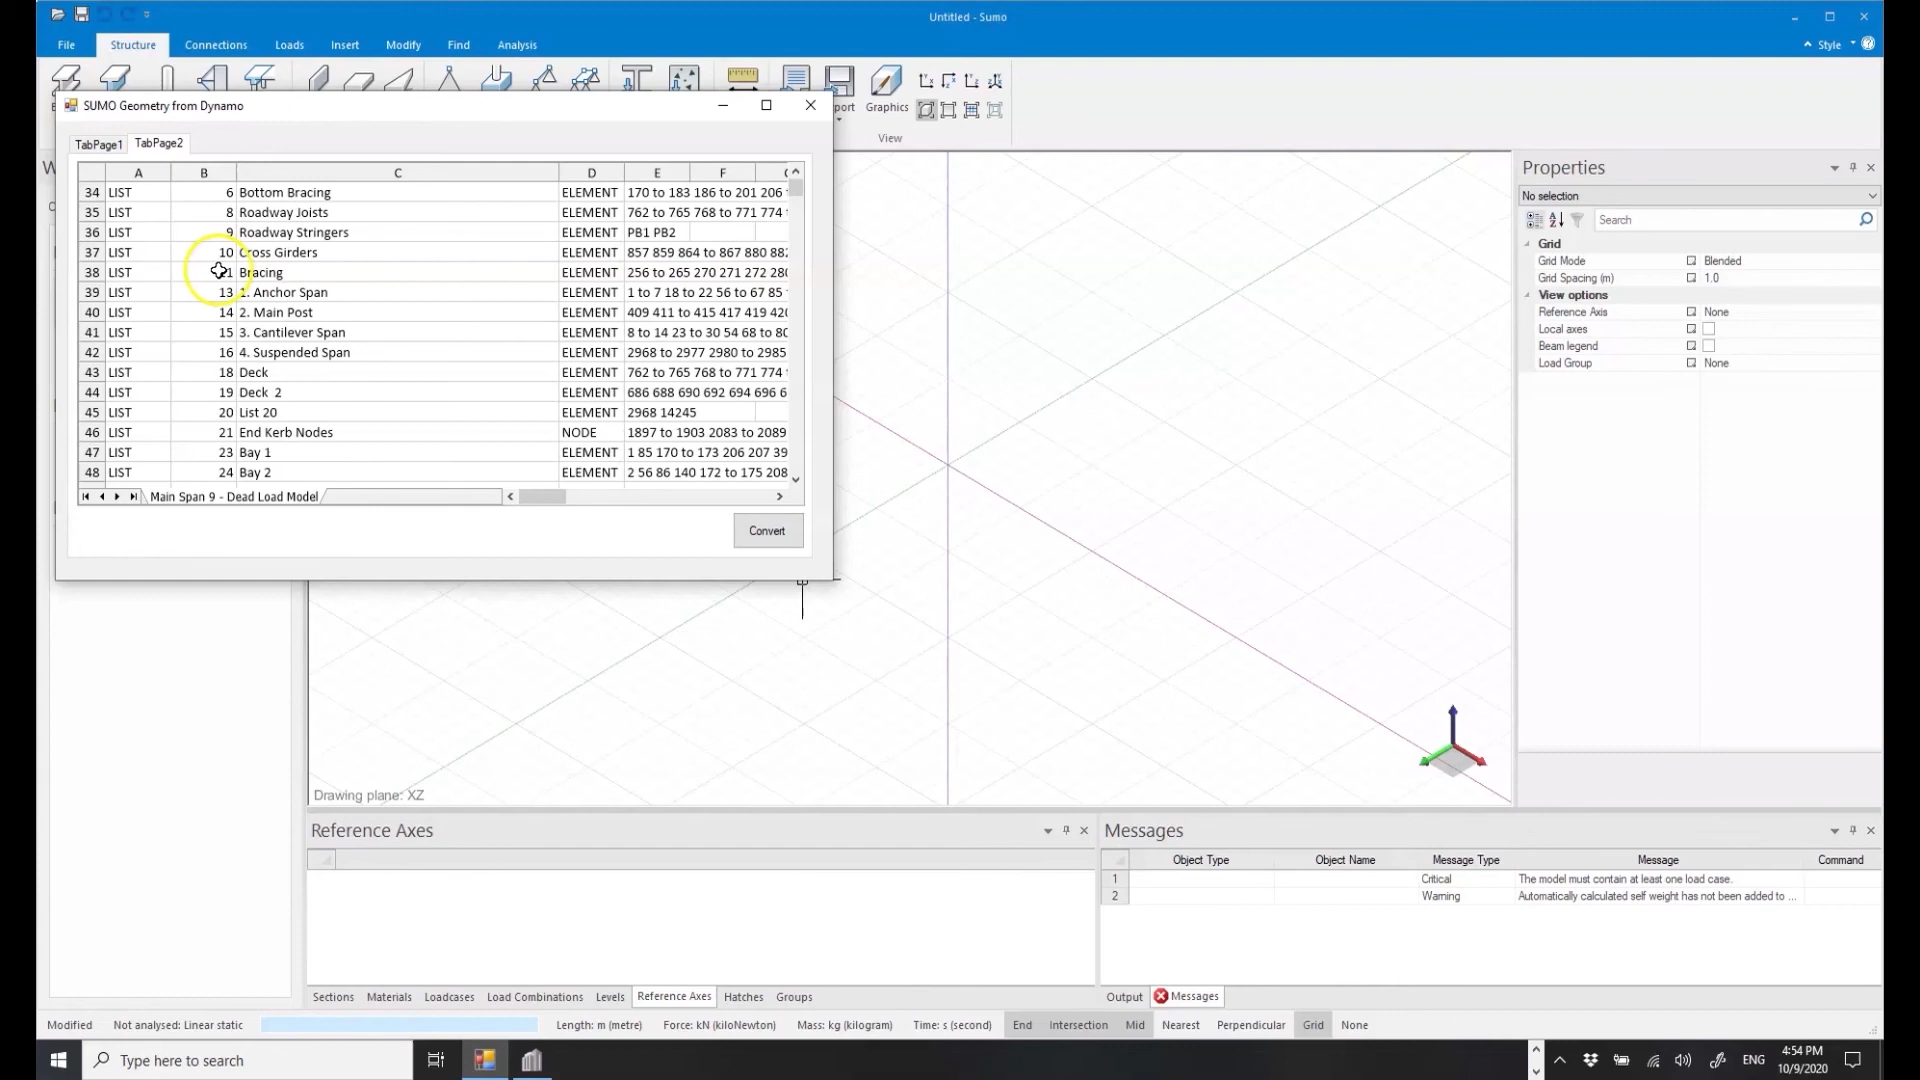 Untitled - Sumo
File Structure Connections Loads Insert Modify Find Analysis
Style
SUMO Geometry from Dynamo
port Graphics
View
TabPage1 TabPage2
A B C D E F
34 LIST 6 Bottom Bracing ELEMENT 170 to 183 186 to 201 206
35 LIST 8 Roadway Joists ELEMENT 762 to 765 768 to 771 774
36 LIST 9 Roadway Stringers ELEMENT PB1 PB2
37 LIST 10 Cross Girders ELEMENT 857 859 864 to 867 880 882
38 LIST Bracing ELEMENT 256 to 265 270 271 272 280
39 LIST 13 1. Anchor Span ELEMENT 1 to 7 18 to 22 56 to 67 85
40 LIST 14 2. Main Post ELEMENT 409 411 to 415 417 419 420
41 LIST 15 3. Cantilever Span ELEMENT 8 to 14 23 to 30 54 68 to 80
42 LIST 16 4. Suspended Span ELEMENT 2968 to 2977 2980 to 2985
43 LIST 18 Deck ELEMENT 762 to 765 768 to 771 774
44 LIST 19 Deck 2 ELEMENT 686 688 690 692 694 696 6
45 LIST 20 List 20 ELEMENT 2968 14245
46 LIST 21 End Kerb Nodes NODE 1897 to 1903 2083 to 2089
47 LIST 23 Bay 1 ELEMENT 1 85 170 to 173 206 207 39
48 LIST 24 Bay 2 ELEMENT 2 56 86 140 172 to 175 208
Main Span 9 - Dead Load Model
Convert
Properties
No selection
Search
Grid
Grid Mode Blended
Grid Spacing (m) 1.0
View options
Reference Axis None
Local axes
Beam legend
Load Group None
Drawing plane: XZ
Reference Axes
Messages
Object Type Object Name Message Type Message Command
1 Critical The model must contain at least one load case.
2 Warning Automatically calculated self weight has not been added to ...
Sections Materials Loadcases Load Combinations Levels Reference Axes Hatches Groups
Output Messages
Modified Not analysed: Linear static Length: m (metre) Force: kN (kiloNewton) Mass: kg (kilogram) Time: s (second) End Intersection Mid Nearest Perpendicular Grid None
Type here to search
ENG
4:54 PM
10/9/2020